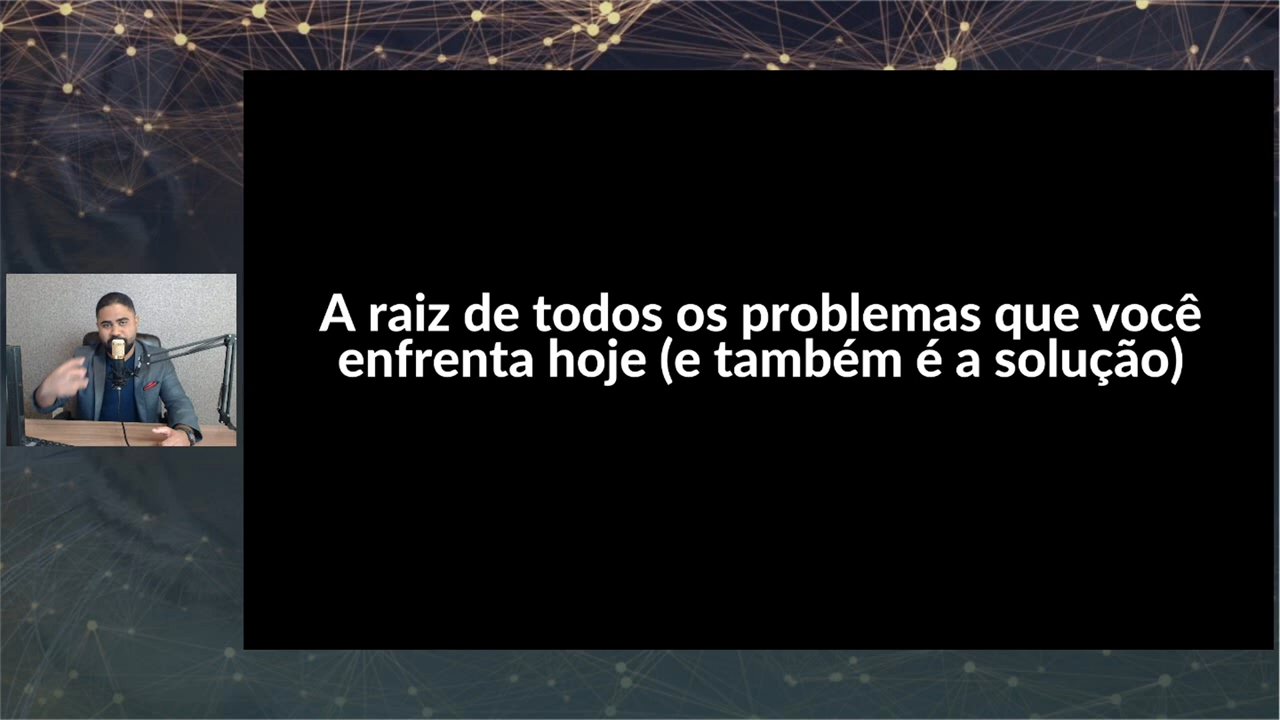 A raiz de todos os problemas que você
enfrenta hoje (e também é a solução)